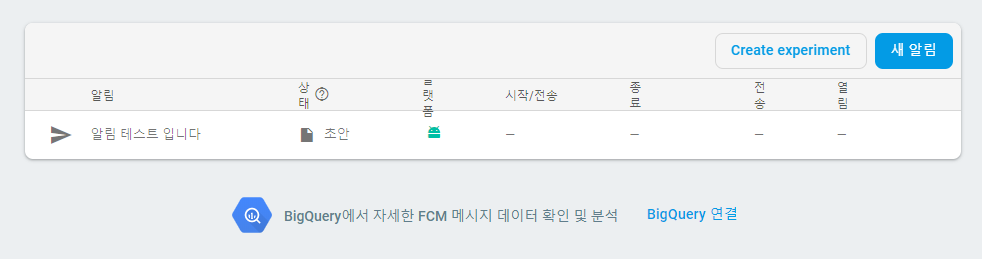 Create experiment 새 알림
알림 상태 랫폼 시작/전송 종료 전송 열림
알림 테스트 입니다 초안 – – – –
BigQuery에서 자세한 FCM 메시지 데이터 확인 및 분석 BigQuery 연결